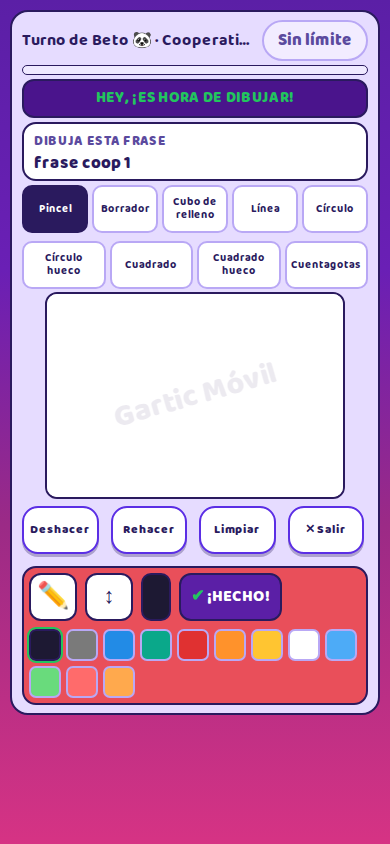 Turno de Beto 🐼 · Cooperati...
Sin límite
HEY, ¡ES HORA DE DIBUJAR!
DIBUJA ESTA FRASE
frase coop 1
Pincel
Borrador
Cubo de
relleno
Línea
Círculo
Círculo
hueco
Cuadrado
Cuadrado
hueco
Cuentagotas
Gartic Móvil
Deshacer
Rehacer
Limpiar
✕ Salir
✔ ¡HECHO!